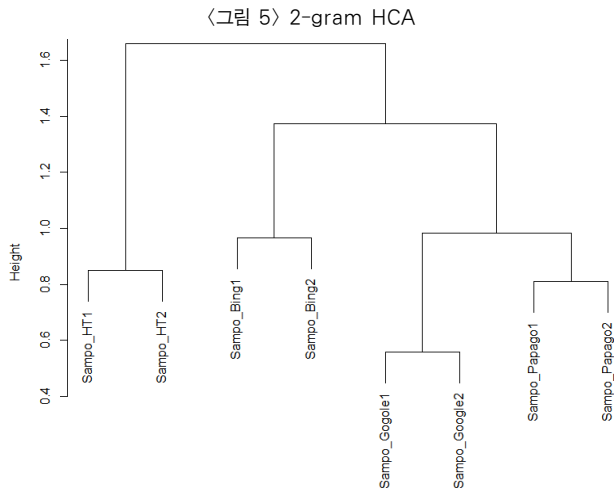 〈그림 5〉 2-gram HCA
Height
1.6
1.4
1.2
1.0
0.8
0.6
0.4
Sampo_HT1
Sampo_HT2
Sampo_Bing1
Sampo_Bing2
Sampo_Gogole1
Sampo_Google2
Sampo_Papago1
Sampo_Papago2